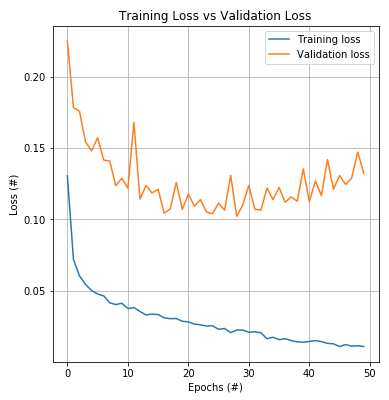 Training Loss vs Validation Loss
Training loss
Validation loss
0.20
0.15
0.10
0.05
Loss (#)
0
10
20
30
40
50
Epochs (#)